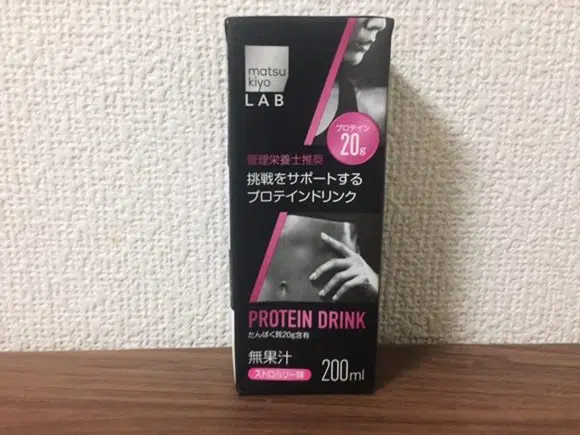 matsu
kiyo
LAB
プロテイン
20g
管理栄養士推奨
挑戦をサポートする
プロテインドリンク
PROTEIN DRINK
たんぱく質20g含有
無果汁
ストロベリー味
200ml